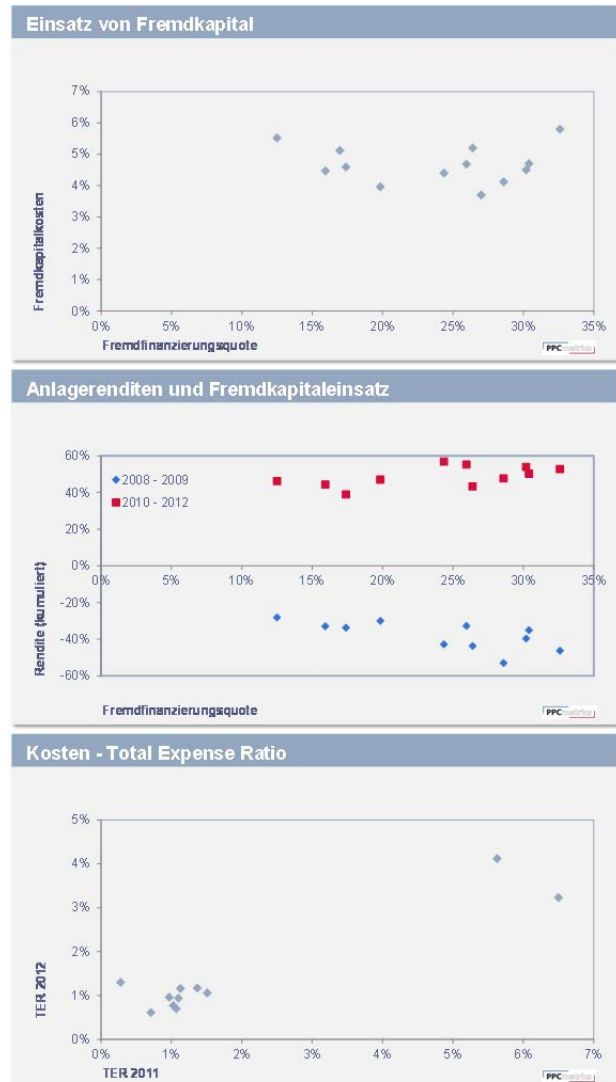 Einsatz von Fremdkapital
7%
6%
5%
4%
3%
2%
1%
0%
Fremdkapitalkosten
0% 5% 10% 15% 20% 25% 30% 35%
Fremdfinanzierungsquote
PPCmetrics
Anlagerenditen und Fremdkapitaleinsatz
60%
40%
20%
0%
-20%
-40%
-60%
Rendite (kumuliert)
2008 - 2009
2010 - 2012
0% 5% 10% 15% 20% 25% 30% 35%
Fremdfinanzierungsquote
PPCmetrics
Kosten - Total Expense Ratio
5%
4%
3%
2%
1%
0%
TER 2012
0% 1% 2% 3% 4% 5% 6% 7%
TER 2011
PPCmetrics